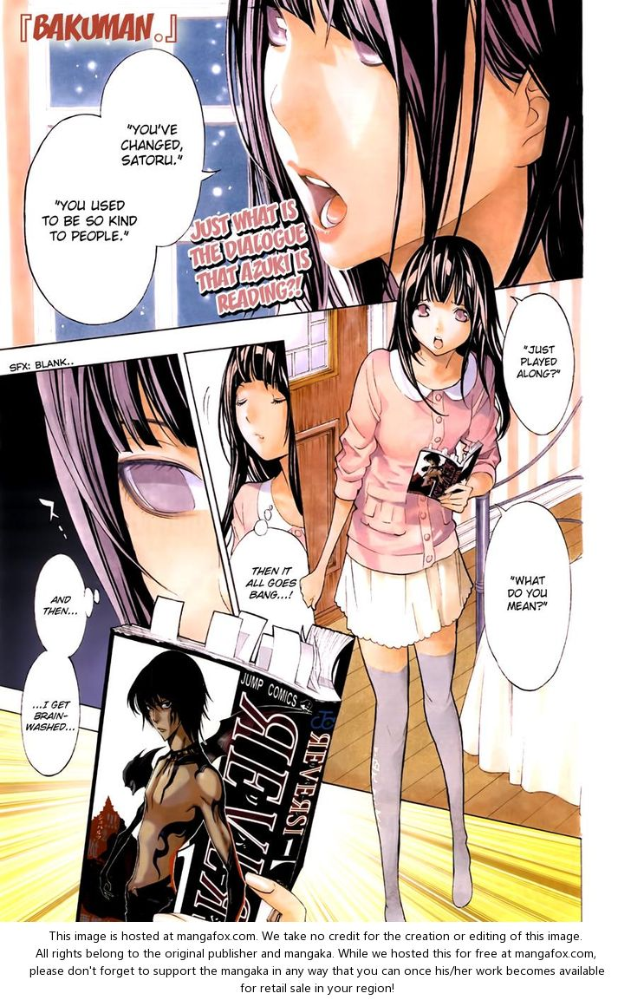 『BAKUMAN。』
"YOU'VE
CHANGED,
SATORU."
"YOU USED
TO BE SO KIND
TO PEOPLE."
JUST WHAT IS
THE DIALOGUE
THAT AZUKI IS
READING?!
"JUST
PLAYED
ALONG?"
"WHAT
DO YOU
MEAN?"
SFX: BLANK..
THEN IT
ALL GOES
BANG...!
AND
THEN...
...I GET
BRAIN-
WASHED...
JUMP COMICS
REVERSI
This image is hosted at mangafox.com. We take no credit for the creation or editing of this image.
All rights belong to the original publisher and mangaka. While we hosted this for free at mangafox.com,
please don't forget to support the mangaka in any way that you can once his/her work becomes available
for retail sale in your region!